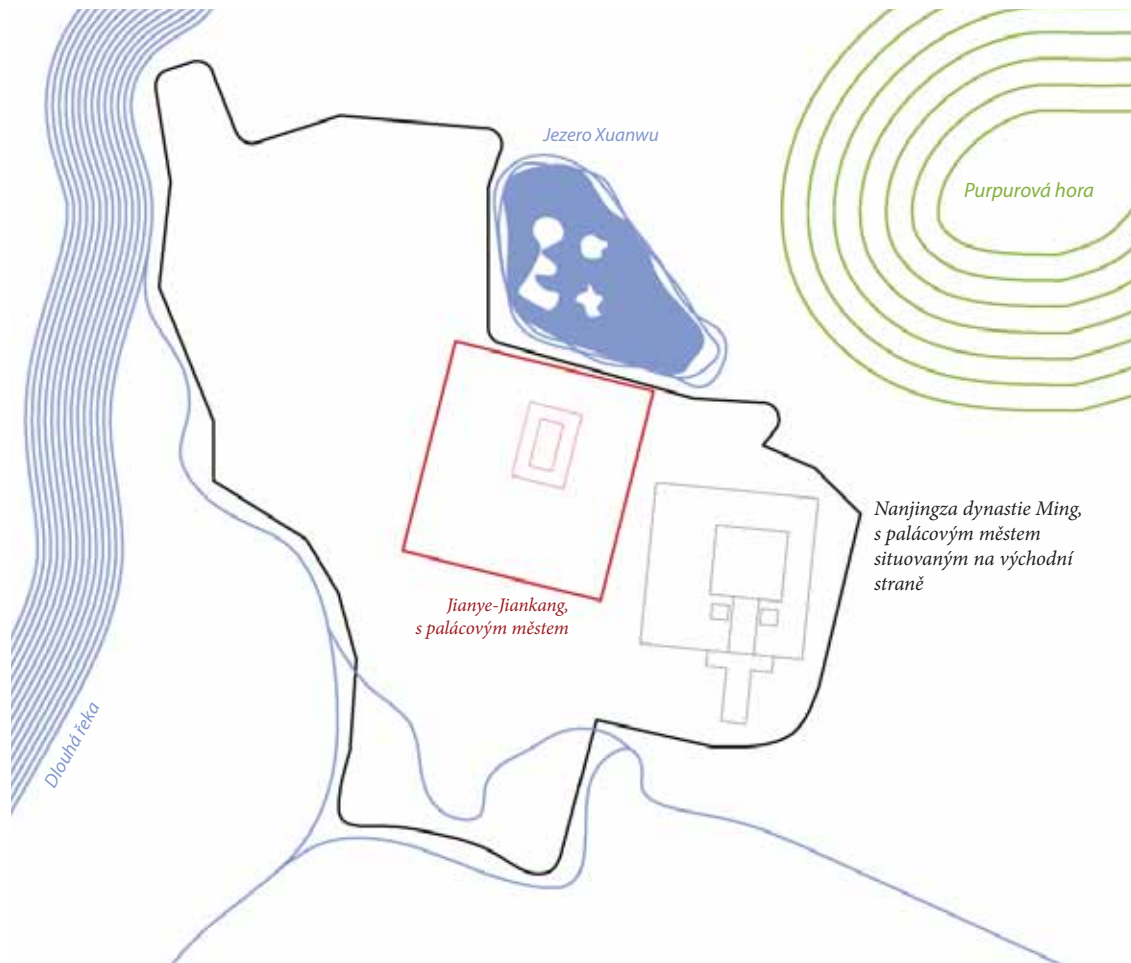 Jezero Xuanwu
Purpurová hora
Nanjingza dynastie Ming,
s palácovým městem
situovaným na východní
straně
Jianye-Jiankang,
s palácovým městem
Dlouhá řeka